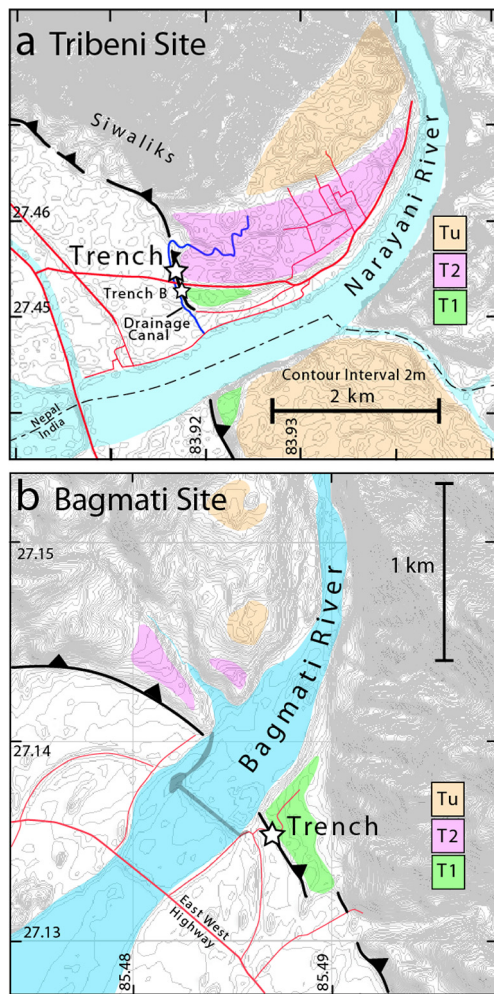 a Tribeni Site
Siwaliks
Narayani River
27.46
Tu
T2
T1
Trench
Trench B
27.45
Drainage
Canal
Nepal
India
Contour Interval 2m
2 km
83.92
83.93
b Bagmati Site
27.15
1 km
Bagmati River
27.14
Tu
T2
T1
Trench
East West
Highway
27.13
85.48
85.49